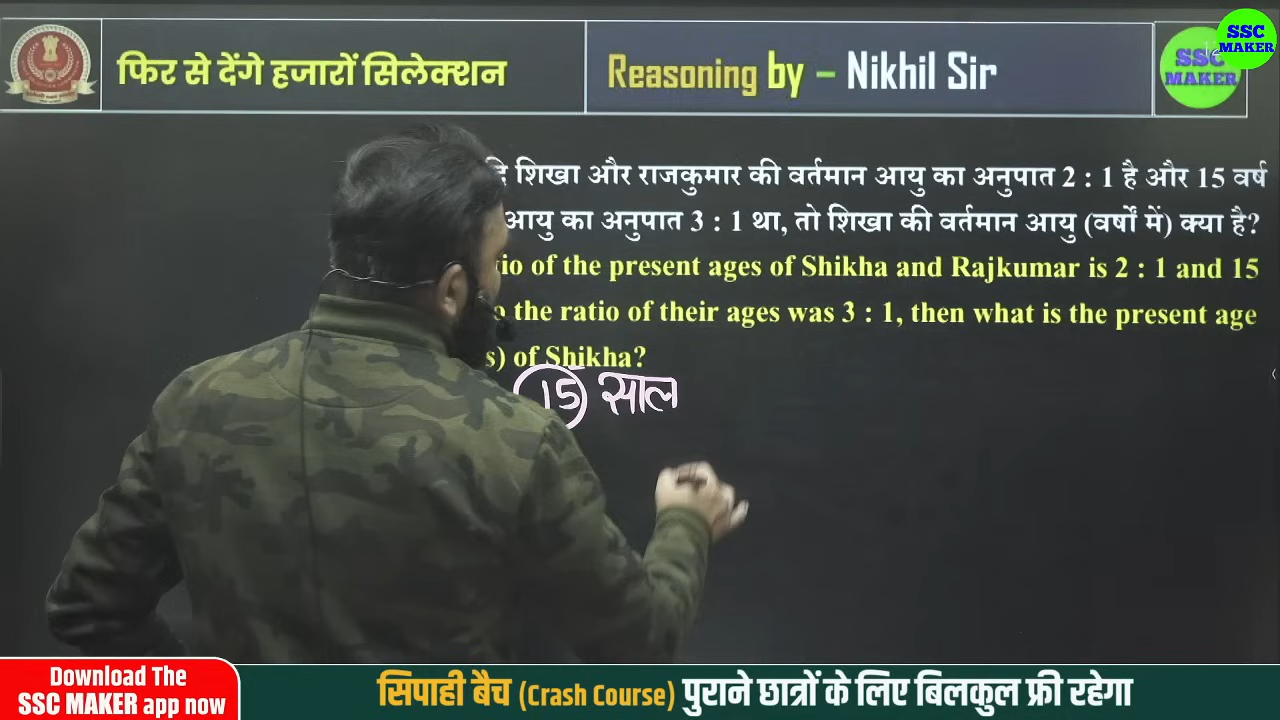 फिर से देंगे हजारों सिलेक्शन
Reasoning by – Nikhil Sir
SSC MAKER
SSC MAKER
शिखा और राजकुमार की वर्तमान आयु का अनुपात 2 : 1 है और 15 वर्ष
आयु का अनुपात 3 : 1 था, तो शिखा की वर्तमान आयु (वर्षों में) क्या है?
of the present ages of Shikha and Rajkumar is 2 : 1 and 15
the ratio of their ages was 3 : 1, then what is the present age
of Shikha?
15 साल
Download The
SSC MAKER app now
सिपाही बैच (Crash Course) पुराने छात्रों के लिए बिलकुल फ्री रहेगा